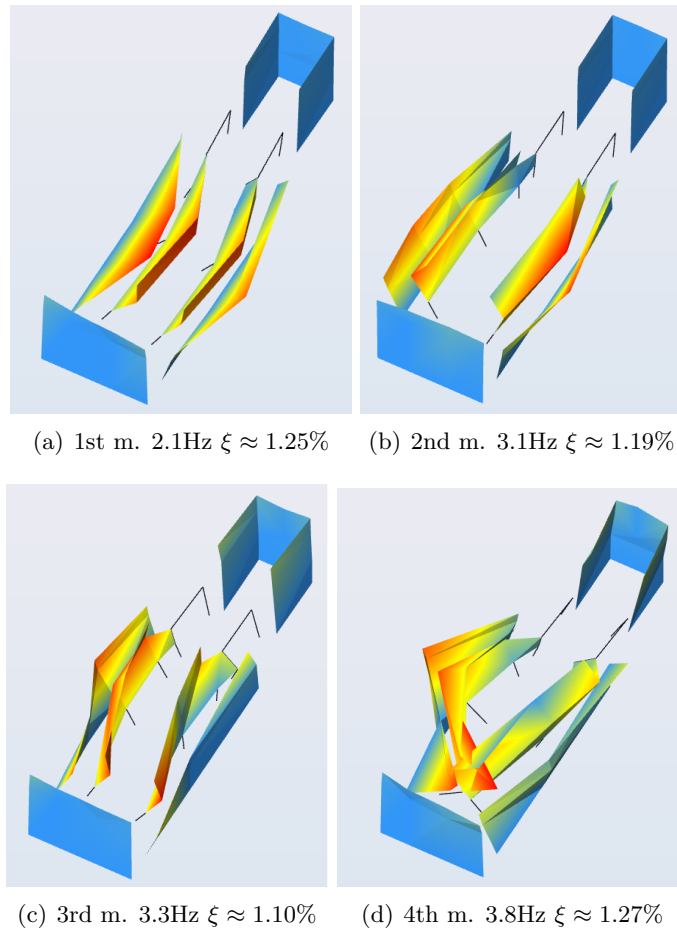 (a) 1st m. 2.1Hz ξ ≈ 1.25%
(b) 2nd m. 3.1Hz ξ ≈ 1.19%
(c) 3rd m. 3.3Hz ξ ≈ 1.10%
(d) 4th m. 3.8Hz ξ ≈ 1.27%